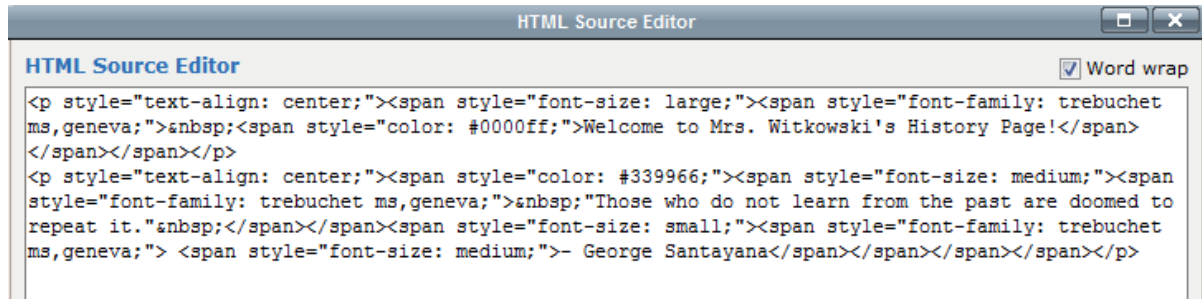 HTML Source Editor
HTML Source Editor
Word wrap
<p style="text-align: center;"><span style="font-size: large;"><span style="font-family: trebuchet
ms,geneva;">&nbsp;<span style="color: #0000ff;">Welcome to Mrs. Witkowski's History Page!</span>
</span></span></p>
<p style="text-align: center;"><span style="color: #339966;"><span style="font-size: medium;"><span
style="font-family: trebuchet ms,geneva;">&nbsp;"Those who do not learn from the past are doomed to
repeat it."&nbsp;</span></span><span style="font-size: small;"><span style="font-family: trebuchet
ms,geneva;"> <span style="font-size: medium;">- George Santayana</span></span></span></span></p>